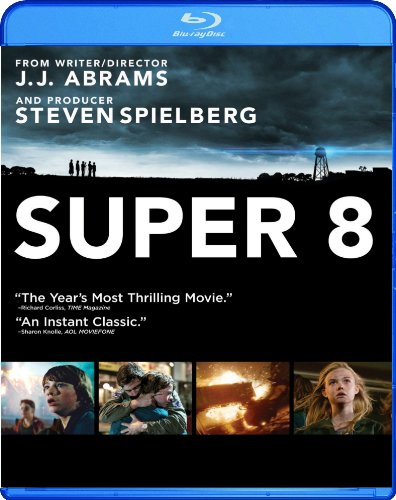 Blu-ray Disc
FROM WRITER/DIRECTOR
J.J. ABRAMS
AND PRODUCER
STEVEN SPIELBERG
SUPER 8
“The Year’s Most Thrilling Movie.”
–Richard Corliss, TIME Magazine
“An Instant Classic.”
–Sharon Knolle, AOL MOVIEFONE